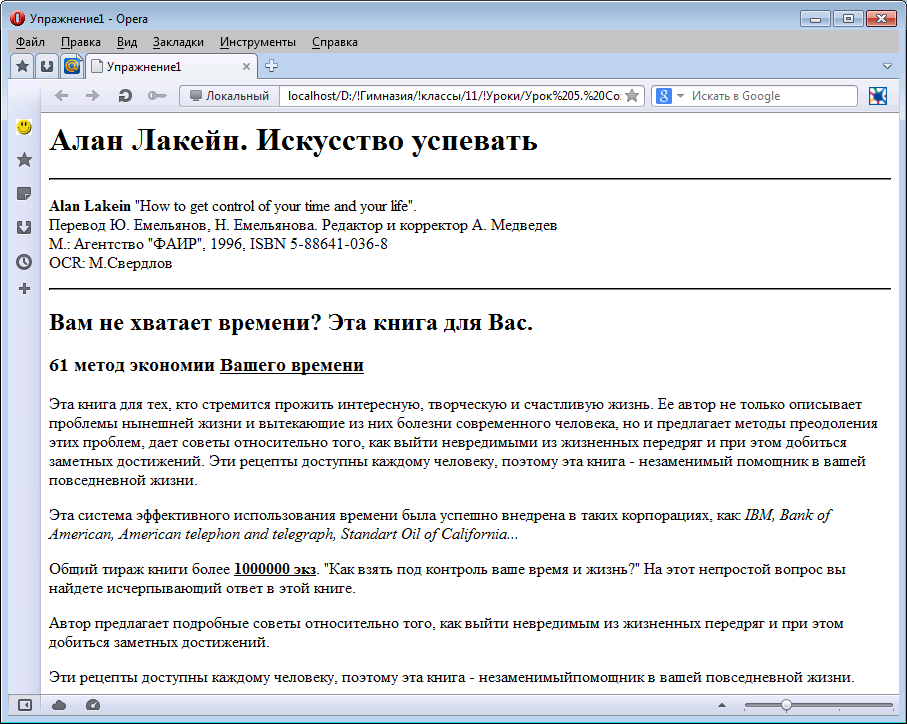 Упражнение1 - Opera
Файл Правка Вид Закладки Инструменты Справка
Упражнение1
Локальный localhost/D:/!Гимназия/!классы/11/!Уроки/Урок%205.%20Со: Искать в Google
Алан Лакейн. Искусство успевать
Alan Lakein "How to get control of your time and your life".
Перевод Ю. Емельянов, Н. Емельянова. Редактор и корректор А. Медведев
М.: Агентство "ФАИР", 1996, ISBN 5-88641-036-8
OCR: М.Свердлов
Вам не хватает времени? Эта книга для Вас.
61 метод экономии Вашего времени
Эта книга для тех, кто стремится прожить интересную, творческую и счастливую жизнь. Ее автор не только описывает
проблемы нынешней жизни и вытекающие из них болезни современного человека, но и предлагает методы преодоления
этих проблем, дает советы относительно того, как выйти невредимыми из жизненных передряг и при этом добиться
заметных достижений. Эти рецепты доступны каждому человеку, поэтому эта книга - незаменимый помощник в вашей
повседневной жизни.
Эта система эффективного использования времени была успешно внедрена в таких корпорациях, как: IBM, Bank of
American, American telephon and telegraph, Standart Oil of California...
Общий тираж книги более 1000000 экз. "Как взять под контроль ваше время и жизнь?" На этот непростой вопрос вы
найдете исчерпывающий ответ в этой книге.
Автор предлагает подробные советы относительно того, как выйти невредимым из жизненных передряг и при этом
добиться заметных достижений.
Эти рецепты доступны каждому человеку, поэтому эта книга - незаменимыйпомощник в вашей повседневной жизни.